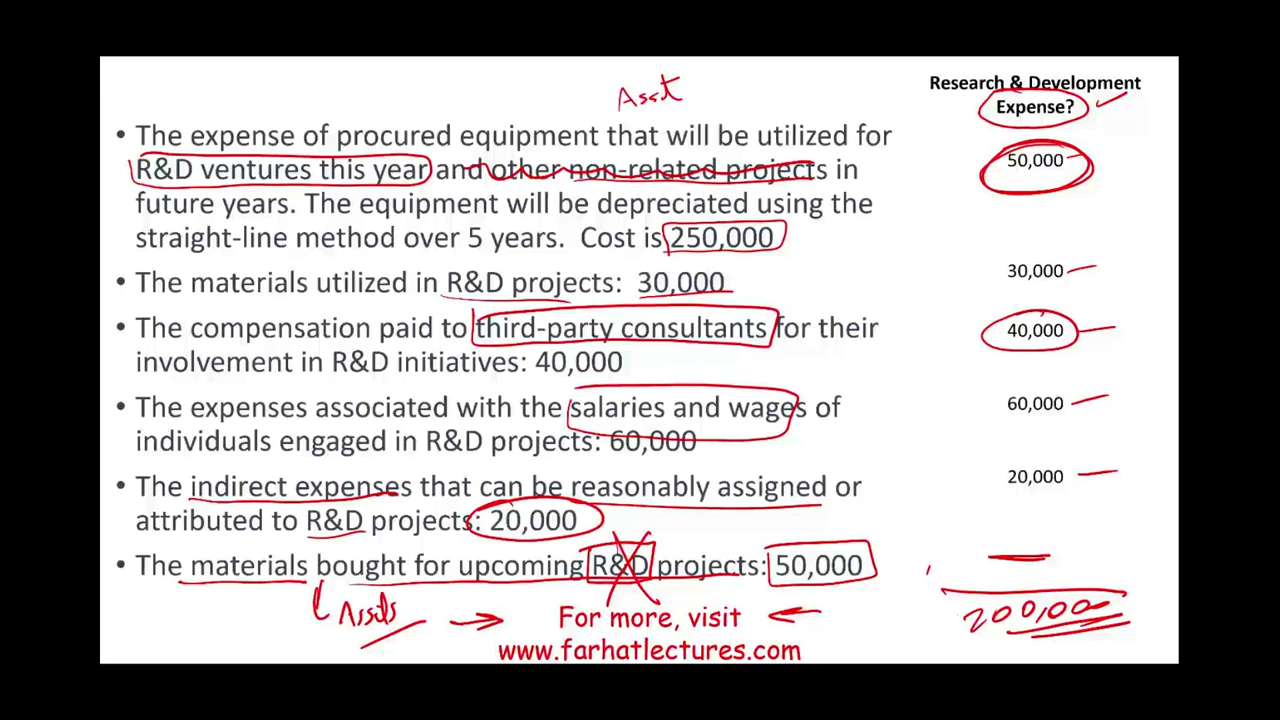 Research & Development
Asset
Expense?
• The expense of procured equipment that will be utilized for
50,000
R&D ventures this year and other non-related projects in
future years. The equipment will be depreciated using the
straight-line method over 5 years. Cost is 250,000
• The materials utilized in R&D projects: 30,000
30,000
• The compensation paid to third-party consultants for their
40,000
involvement in R&D initiatives: 40,000
• The expenses associated with the salaries and wages of
60,000
individuals engaged in R&D projects: 60,000
• The indirect expenses that can be reasonably assigned or
20,000
attributed to R&D projects: 20,000
• The materials bought for upcoming R&D projects: 50,000
Assets
For more, visit
200,000
www.farhatlectures.com